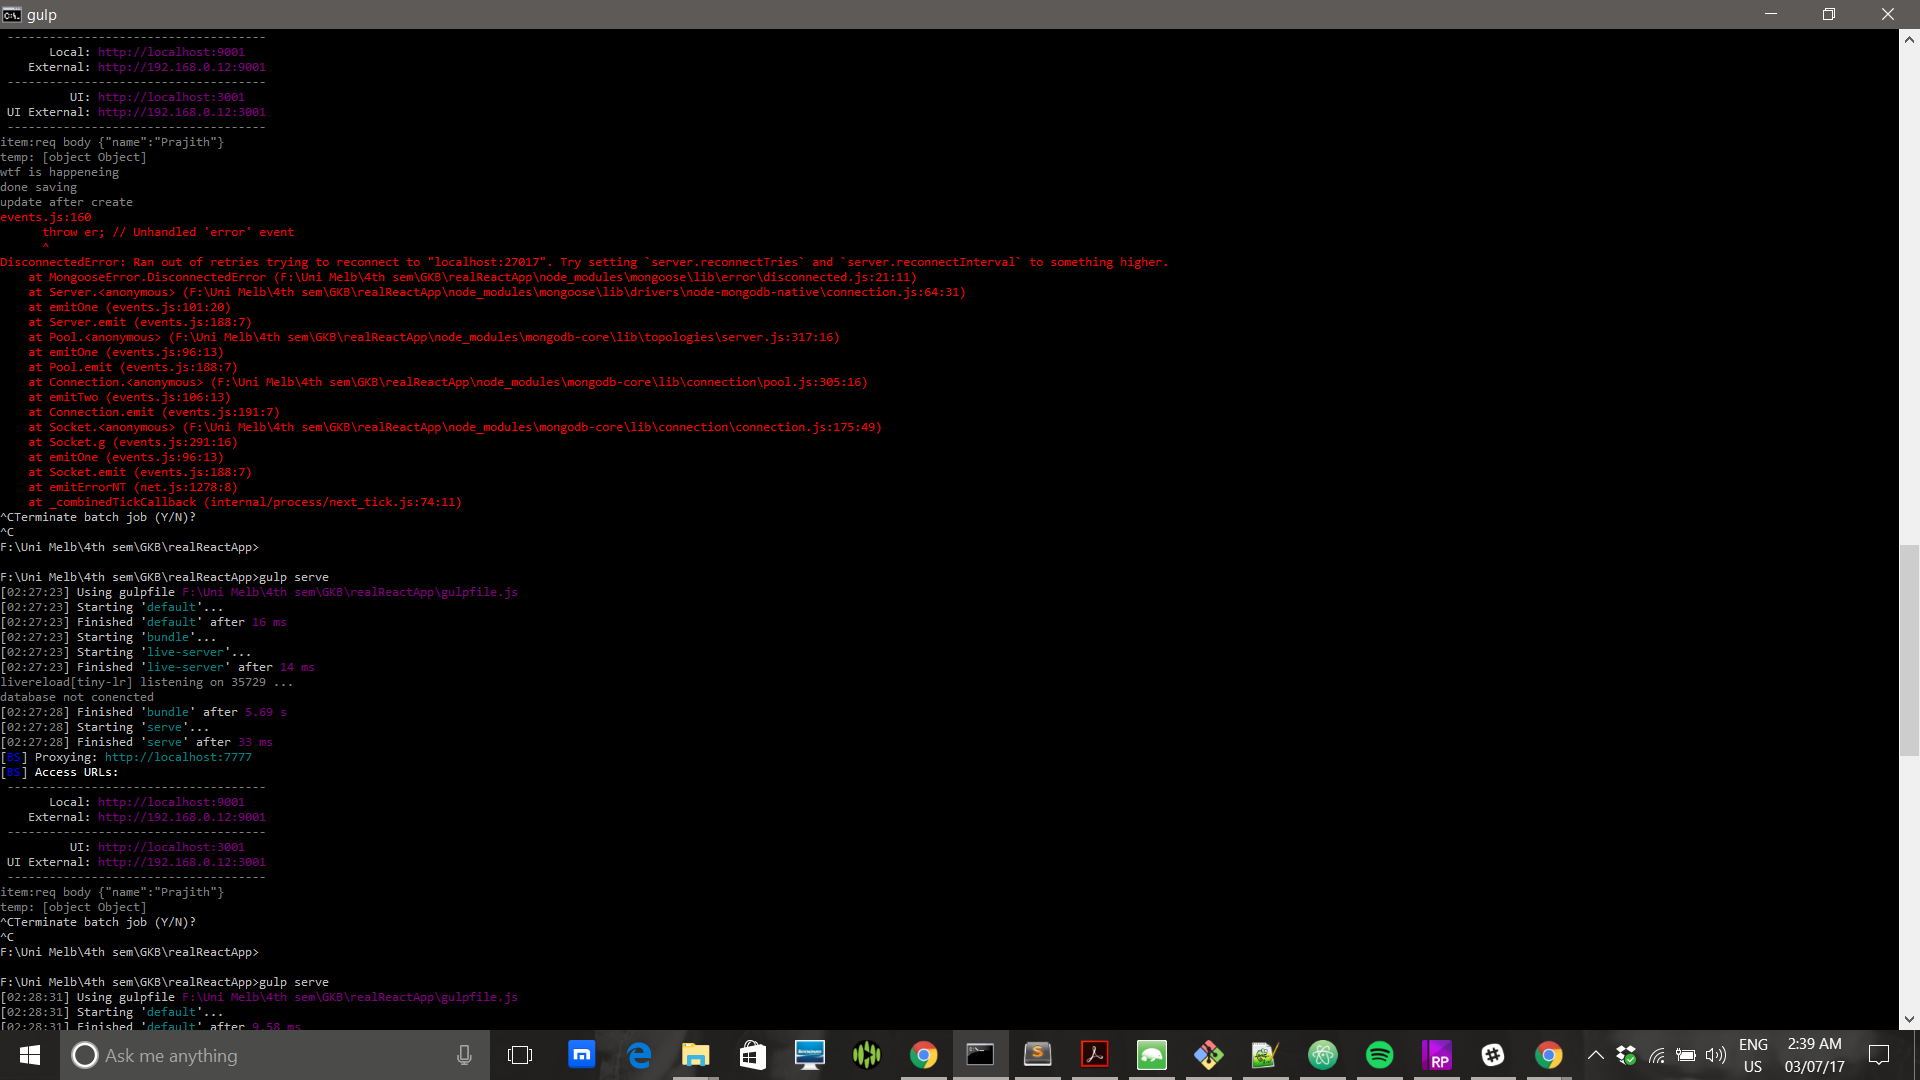 gulp
--------------------------------------
Local: http://localhost:9001
External: http://192.168.0.12:9001
--------------------------------------
UI: http://localhost:3001
UI External: http://192.168.0.12:3001
--------------------------------------
item:req body {"name":"Prajith"}
temp: [object Object]
wtf is happeneing
done saving
update after create
events.js:160
throw er; // Unhandled 'error' event
^
DisconnectedError: Ran out of retries trying to reconnect to "localhost:27017". Try setting `server.reconnectTries` and `server.reconnectInterval` to something higher.
at MongooseError.DisconnectedError (F:\Uni Melb\4th sem\GKB\realReactApp\node_modules\mongoose\lib\error\disconnected.js:21:11)
at Server.<anonymous> (F:\Uni Melb\4th sem\GKB\realReactApp\node_modules\mongoose\lib\drivers\node-mongodb-native\connection.js:64:31)
at emitOne (events.js:101:20)
at Server.emit (events.js:188:7)
at Pool.<anonymous> (F:\Uni Melb\4th sem\GKB\realReactApp\node_modules\mongodb-core\lib\topologies\server.js:317:16)
at emitOne (events.js:96:13)
at Pool.emit (events.js:188:7)
at Connection.<anonymous> (F:\Uni Melb\4th sem\GKB\realReactApp\node_modules\mongodb-core\lib\connection\pool.js:305:16)
at emitTwo (events.js:106:13)
at Connection.emit (events.js:191:7)
at Socket.<anonymous> (F:\Uni Melb\4th sem\GKB\realReactApp\node_modules\mongodb-core\lib\connection\connection.js:175:49)
at Socket.g (events.js:291:16)
at emitOne (events.js:96:13)
at Socket.emit (events.js:188:7)
at emitErrorNT (net.js:1278:8)
at _combinedTickCallback (internal/process/next_tick.js:74:11)
^CTerminate batch job (Y/N)?
^C
F:\Uni Melb\4th sem\GKB\realReactApp>
F:\Uni Melb\4th sem\GKB\realReactApp>gulp serve
[02:27:23] Using gulpfile F:\Uni Melb\4th sem\GKB\realReactApp\gulpfile.js
[02:27:23] Starting 'default'...
[02:27:23] Finished 'default' after 16 ms
[02:27:23] Starting 'bundle'...
[02:27:23] Starting 'live-server'...
[02:27:23] Finished 'live-server' after 14 ms
livereload[tiny-lr] listening on 35729 ...
database not conencted
[02:27:28] Finished 'bundle' after 5.69 s
[02:27:28] Starting 'serve'...
[02:27:28] Finished 'serve' after 33 ms
[BS] Proxying: http://localhost:7777
[BS] Access URLs:
--------------------------------------
Local: http://localhost:9001
External: http://192.168.0.12:9001
--------------------------------------
UI: http://localhost:3001
UI External: http://192.168.0.12:3001
--------------------------------------
item:req body {"name":"Prajith"}
temp: [object Object]
^CTerminate batch job (Y/N)?
^C
F:\Uni Melb\4th sem\GKB\realReactApp>
F:\Uni Melb\4th sem\GKB\realReactApp>gulp serve
[02:28:31] Using gulpfile F:\Uni Melb\4th sem\GKB\realReactApp\gulpfile.js
[02:28:31] Starting 'default'...
[02:28:31] Finished 'default' after 9.58 ms
Ask me anything
ENG
US
2:39 AM
03/07/17